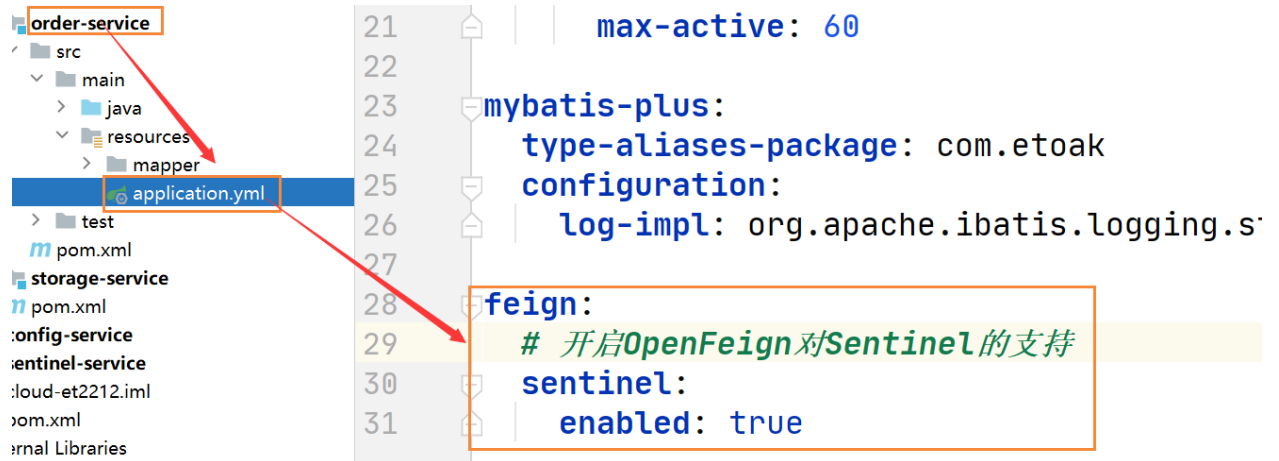 order-service
src
main
java
resources
mapper
application.yml
test
pom.xml
storage-service
pom.xml
config-service
sentinel-service
cloud-et2212.iml
pom.xml
ernal Libraries
21 max-active: 60
22
23 mybatis-plus:
24 type-aliases-package: com.etoak
25 configuration:
26 log-impl: org.apache.ibatis.logging.st
27
28 feign:
29 # 开启OpenFeign对Sentinel的支持
30 sentinel:
31 enabled: true